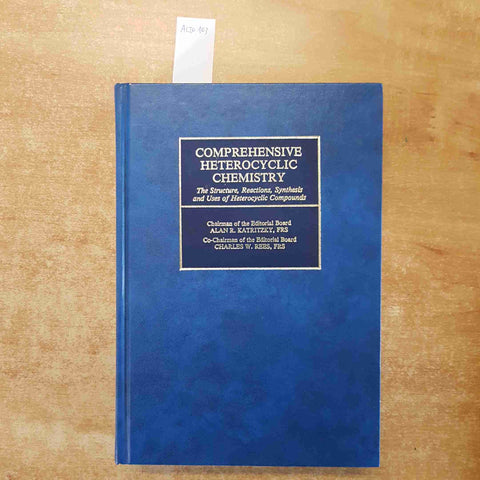 COMPREHENSIVE
HETEROCYCLIC
CHEMISTRY
The Structure, Reactions, Synthesis
and Uses of Heterocyclic Compounds
Chairman of the Editorial Board
ALAN R. KATRITZKY, FRS
Co-Chairman of the Editorial Board
CHARLES W. REES, FRS